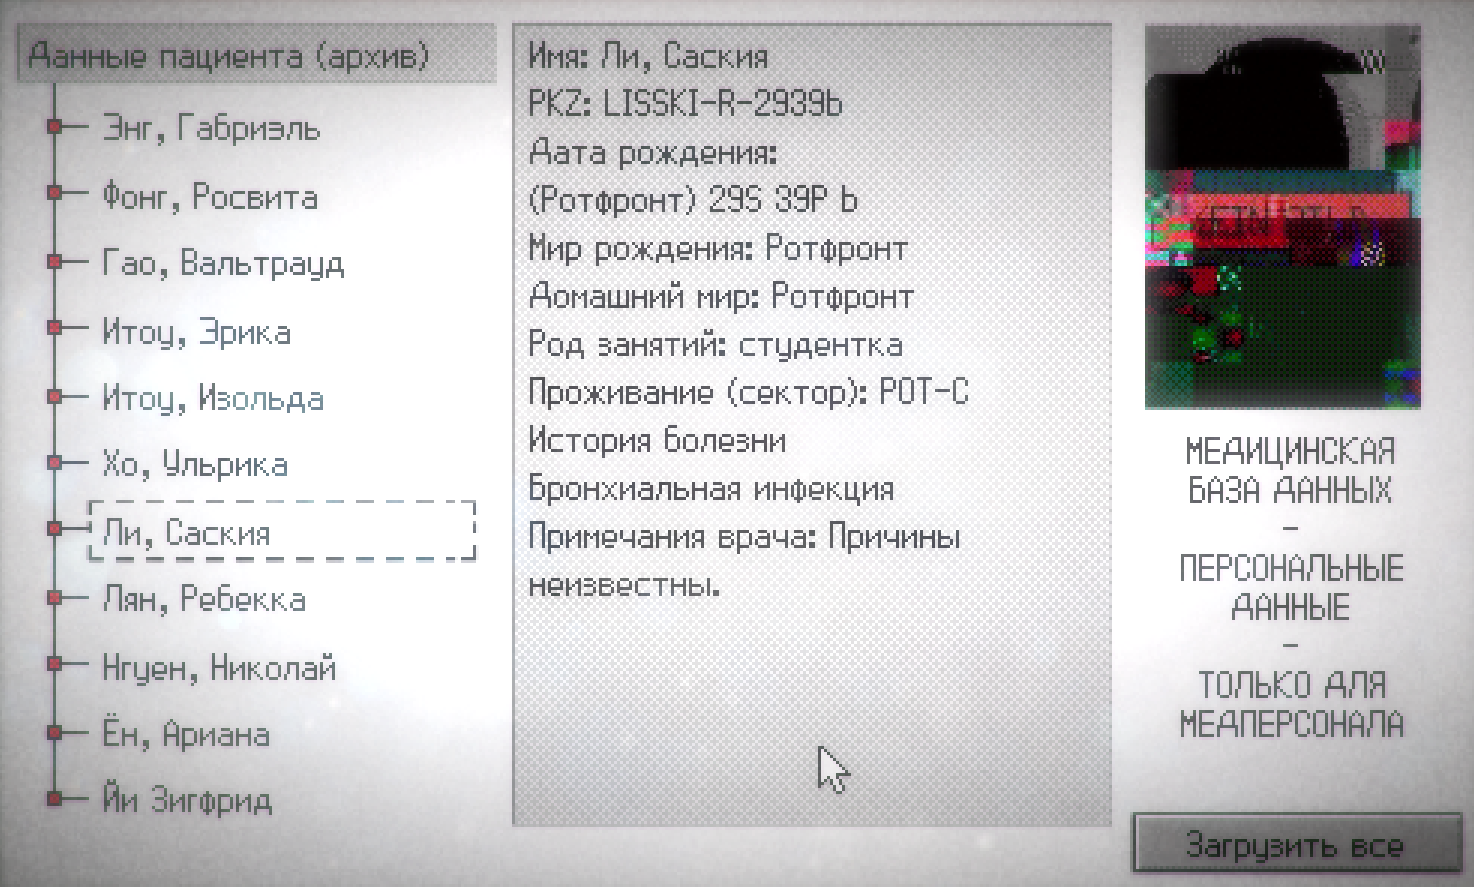 Данные пациента (архив)
Энг, Габриэль
Фонг, Росвита
Гао, Вальтрауд
Итоу, Эрика
Итоу, Изольда
Хо, Ульрика
Ли, Саския
Лян, Ребекка
Нгуен, Николай
Ён, Ариана
Йи Зигфрид
Имя: Ли, Саския
PKZ: LISSKI-R-2939b
Дата рождения:
(Ротфронт) 29S 39P b
Мир рождения: Ротфронт
Домашний мир: Ротфронт
Род занятий: студентка
Проживание (сектор): РОТ-С
История болезни
Бронхиальная инфекция
Примечания врача: Причины
неизвестны.
МЕДИЦИНСКАЯ
БАЗА ДАННЫХ
–
ПЕРСОНАЛЬНЫЕ
ДАННЫЕ
–
ТОЛЬКО ДЛЯ
МЕДПЕРСОНАЛА
Загрузить все